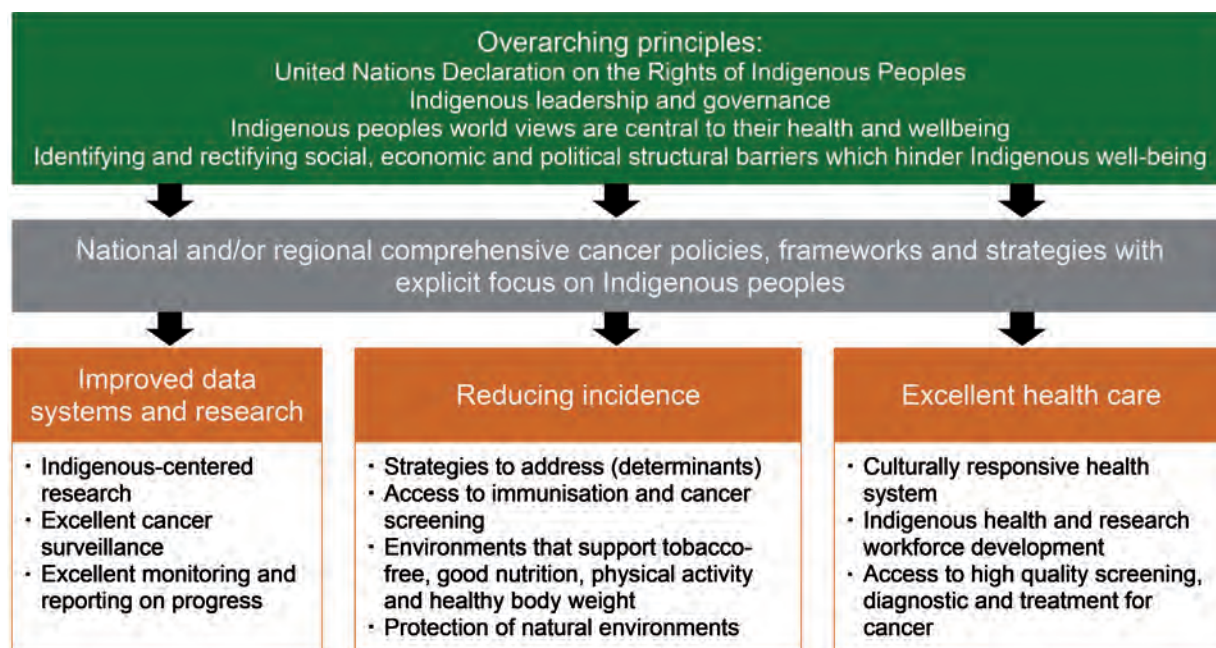 Overarching principles:
United Nations Declaration on the Rights of Indigenous Peoples
Indigenous leadership and governance
Indigenous peoples world views are central to their health and wellbeing
Identifying and rectifying social, economic and political structural barriers which hinder Indigenous well-being
National and/or regional comprehensive cancer policies, frameworks and strategies with
explicit focus on Indigenous peoples
Improved data
systems and research
· Indigenous-centered
research
· Excellent cancer
surveillance
· Excellent monitoring and
reporting on progress
Reducing incidence
· Strategies to address (determinants)
· Access to immunisation and cancer
screening
· Environments that support tobacco-
free, good nutrition, physical activity
and healthy body weight
· Protection of natural environments
Excellent health care
· Culturally responsive health
system
· Indigenous health and research
workforce development
· Access to high quality screening,
diagnostic and treatment for
cancer